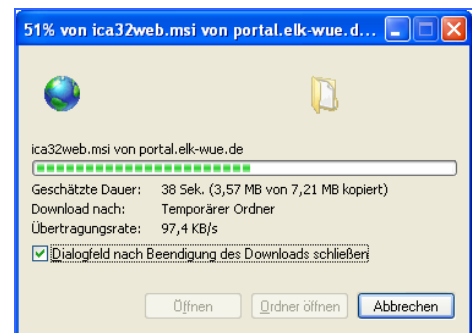 51% von ica32web.msi von portal.elk-wue.d...
ica32web.msi von portal.elk-wue.de
Geschätzte Dauer: 38 Sek. (3,57 MB von 7,21 MB kopiert)
Download nach: Temporärer Ordner
Übertragungsrate: 97,4 KB/s
Dialogfeld nach Beendigung des Downloads schließen
Öffnen Ordner öffnen Abbrechen